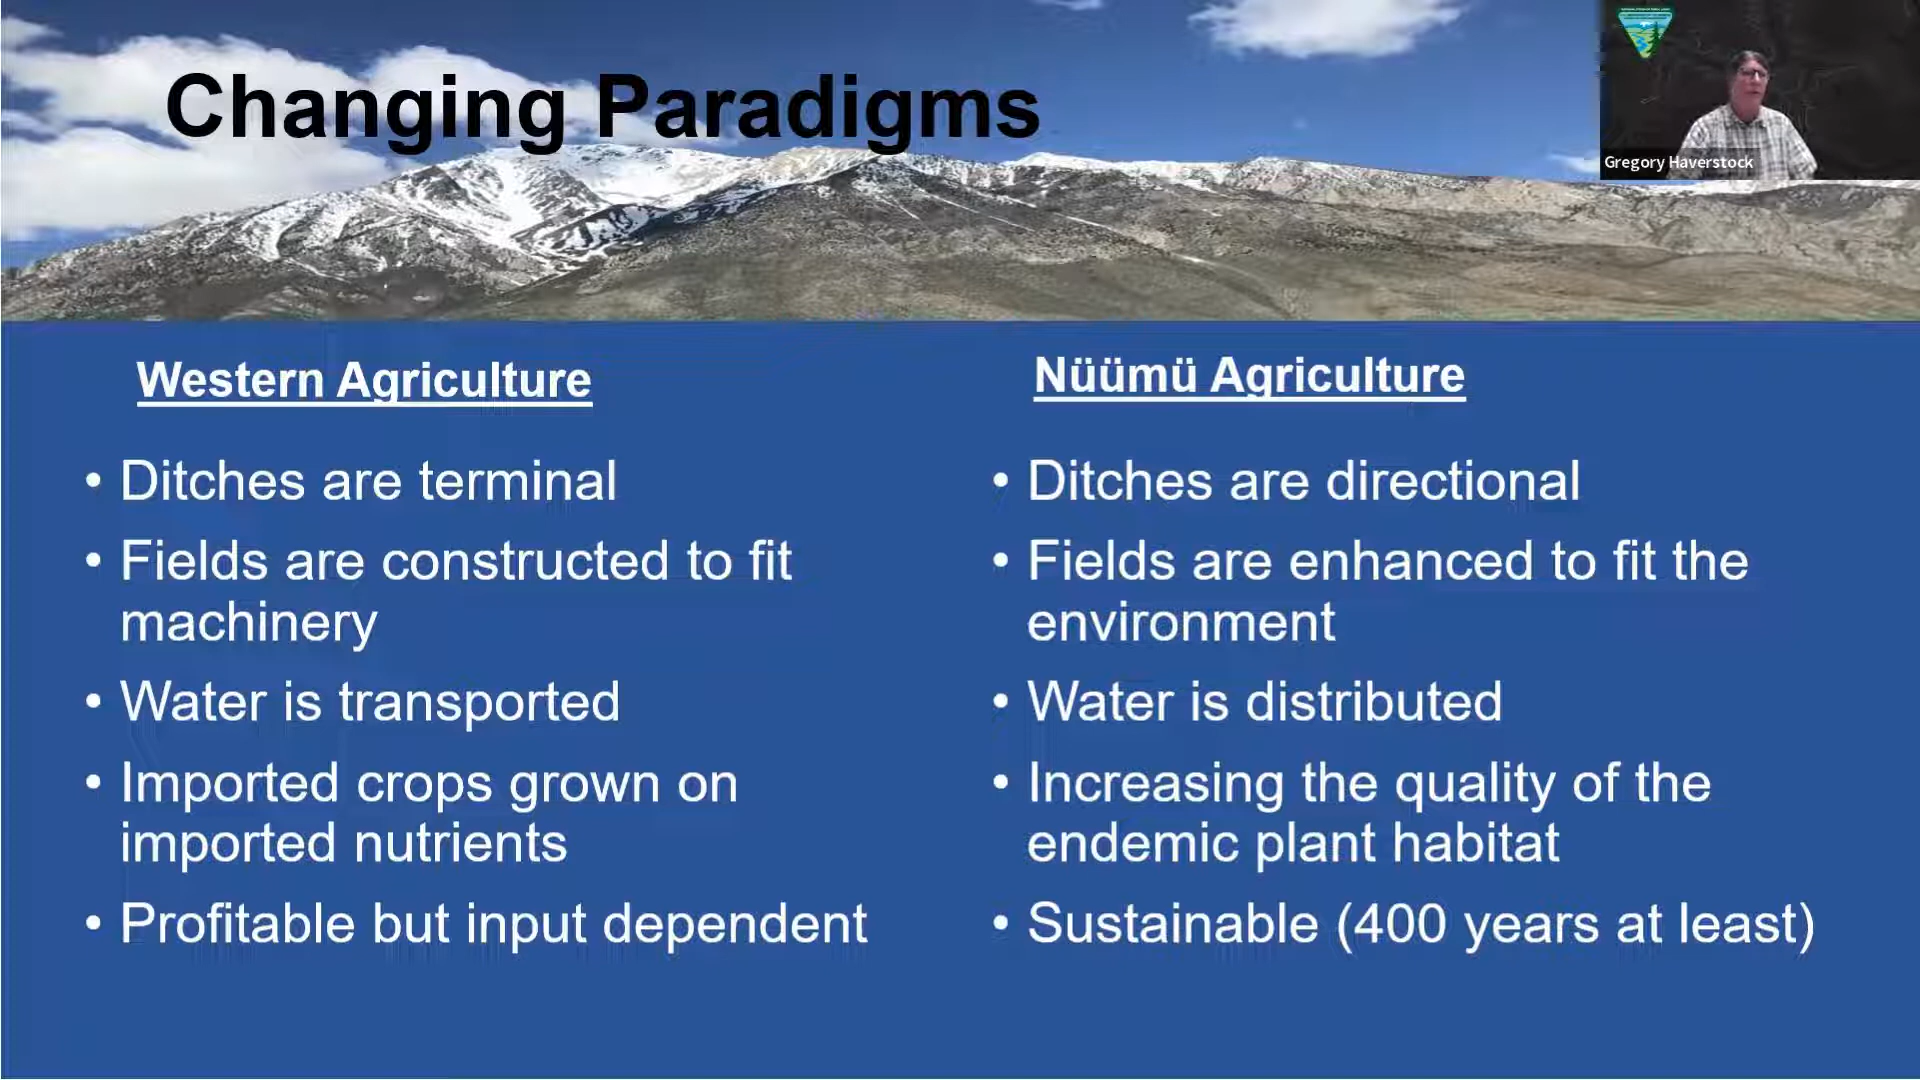 Changing Paradigms
Gregory Haverstock
Western Agriculture
• Ditches are terminal
• Fields are constructed to fit
machinery
• Water is transported
• Imported crops grown on
imported nutrients
• Profitable but input dependent
Nüümü Agriculture
• Ditches are directional
• Fields are enhanced to fit the
environment
• Water is distributed
• Increasing the quality of the
endemic plant habitat
• Sustainable (400 years at least)